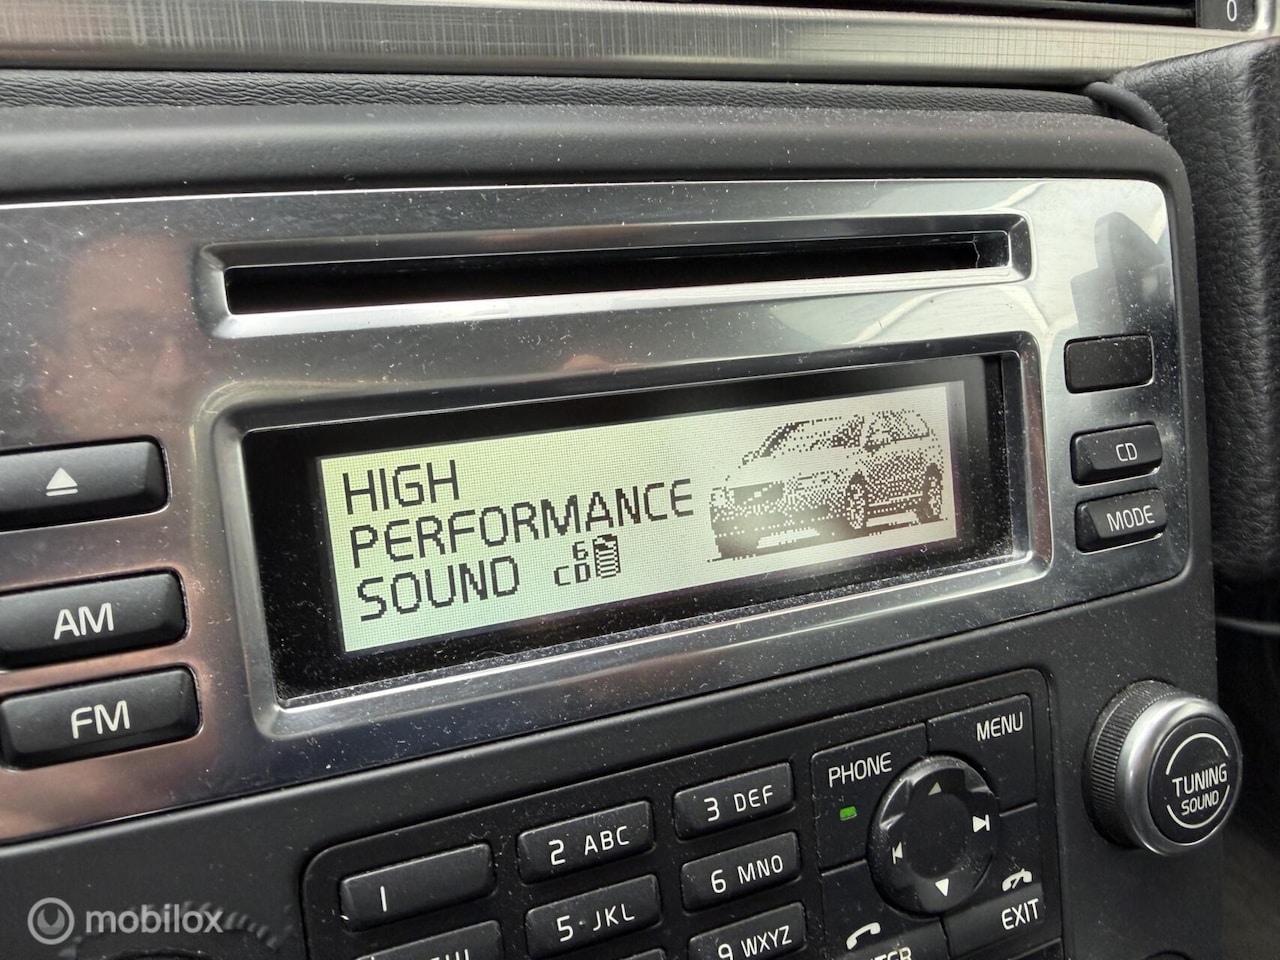 0
HIGH
PERFORMANCE
SOUND 6
CD
CD
MODE
AM
FM
MENU
PHONE
TUNING
SOUND
1
2 ABC
3 DEF
5 JKL
6 MNO
9 WXYZ
EXIT
mobilox